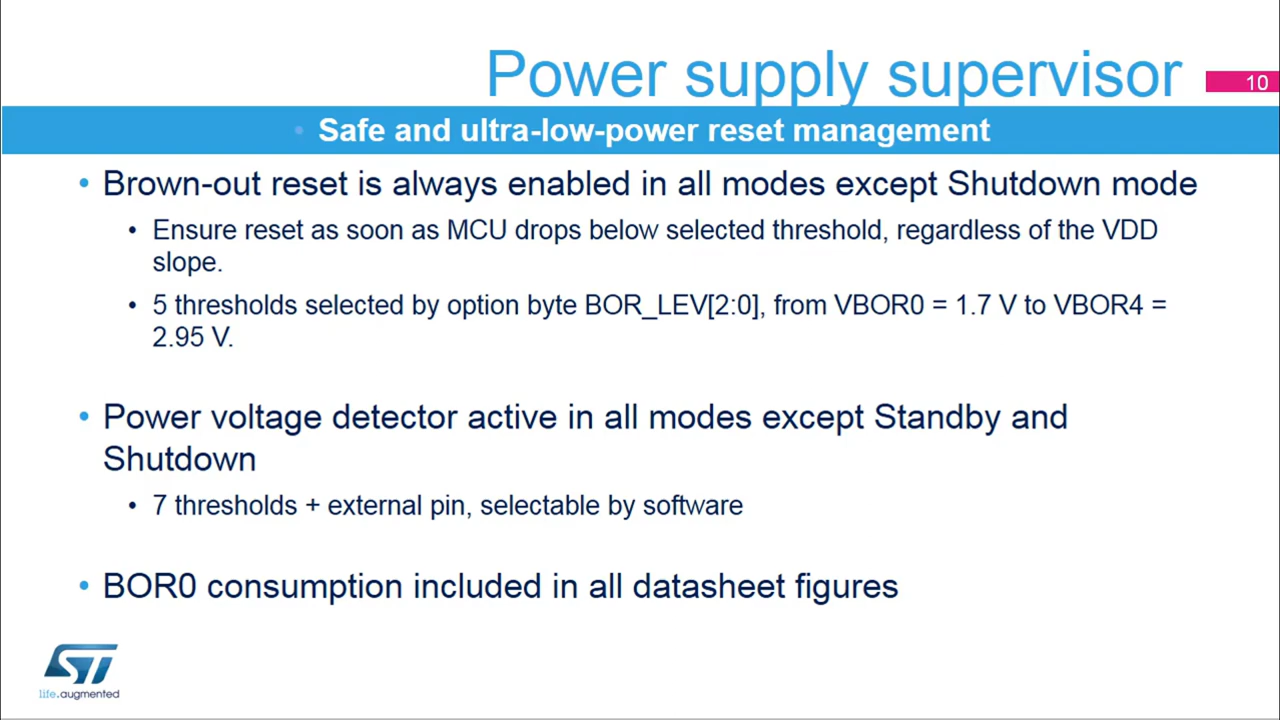 Power supply supervisor
10
• Safe and ultra-low-power reset management
• Brown-out reset is always enabled in all modes except Shutdown mode
• Ensure reset as soon as MCU drops below selected threshold, regardless of the VDD
slope.
• 5 thresholds selected by option byte BOR_LEV[2:0], from VBOR0 = 1.7 V to VBOR4 =
2.95 V.
• Power voltage detector active in all modes except Standby and
Shutdown
• 7 thresholds + external pin, selectable by software
• BOR0 consumption included in all datasheet figures
ST
life.augmented